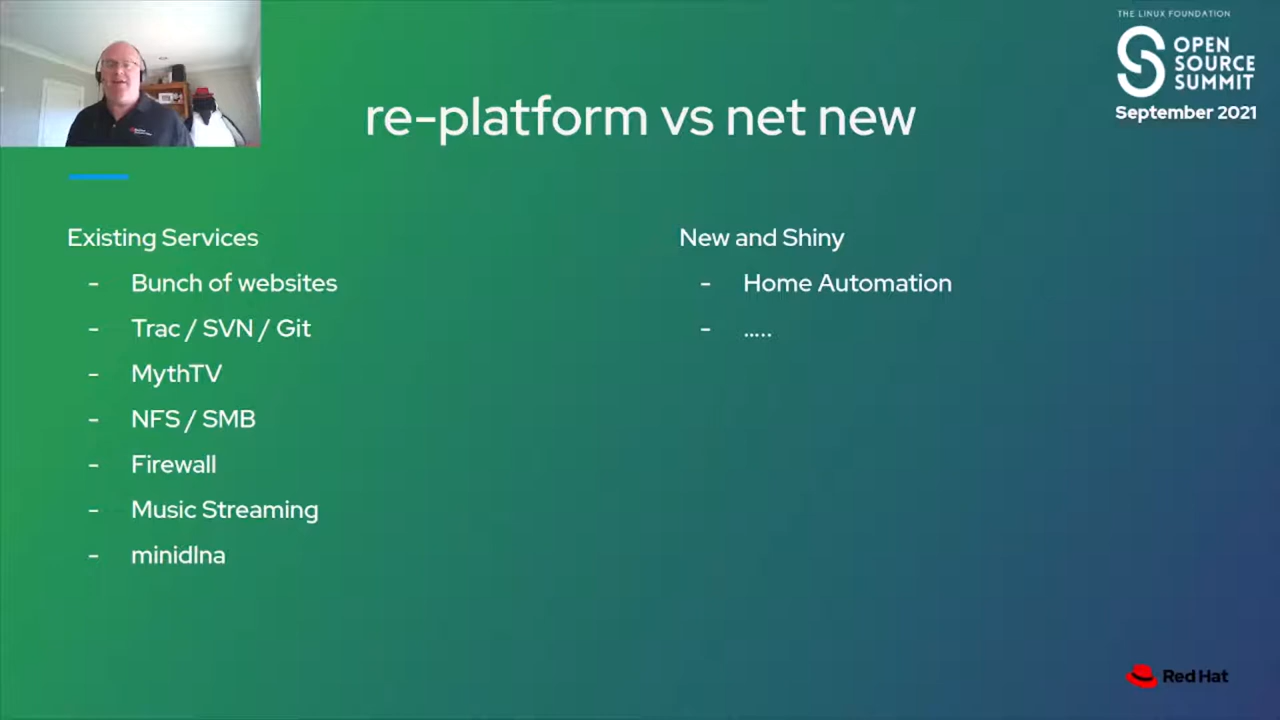 THE LINUX FOUNDATION
OPEN
SOURCE
SUMMIT
September 2021
re-platform vs net new
Existing Services
- Bunch of websites
- Trac / SVN / Git
- MythTV
- NFS / SMB
- Firewall
- Music Streaming
- minidlna
New and Shiny
- Home Automation
- .....
Red Hat